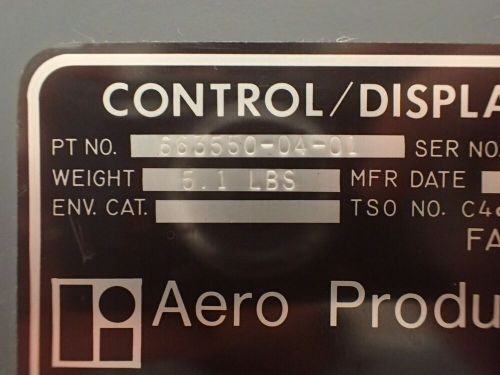 CONTROL/DISPLA
PT NO. 663550-04-01 SER NO.
WEIGHT 5.1 LBS MFR DATE
ENV. CAT. TSO NO. C4
FA
Aero Produ